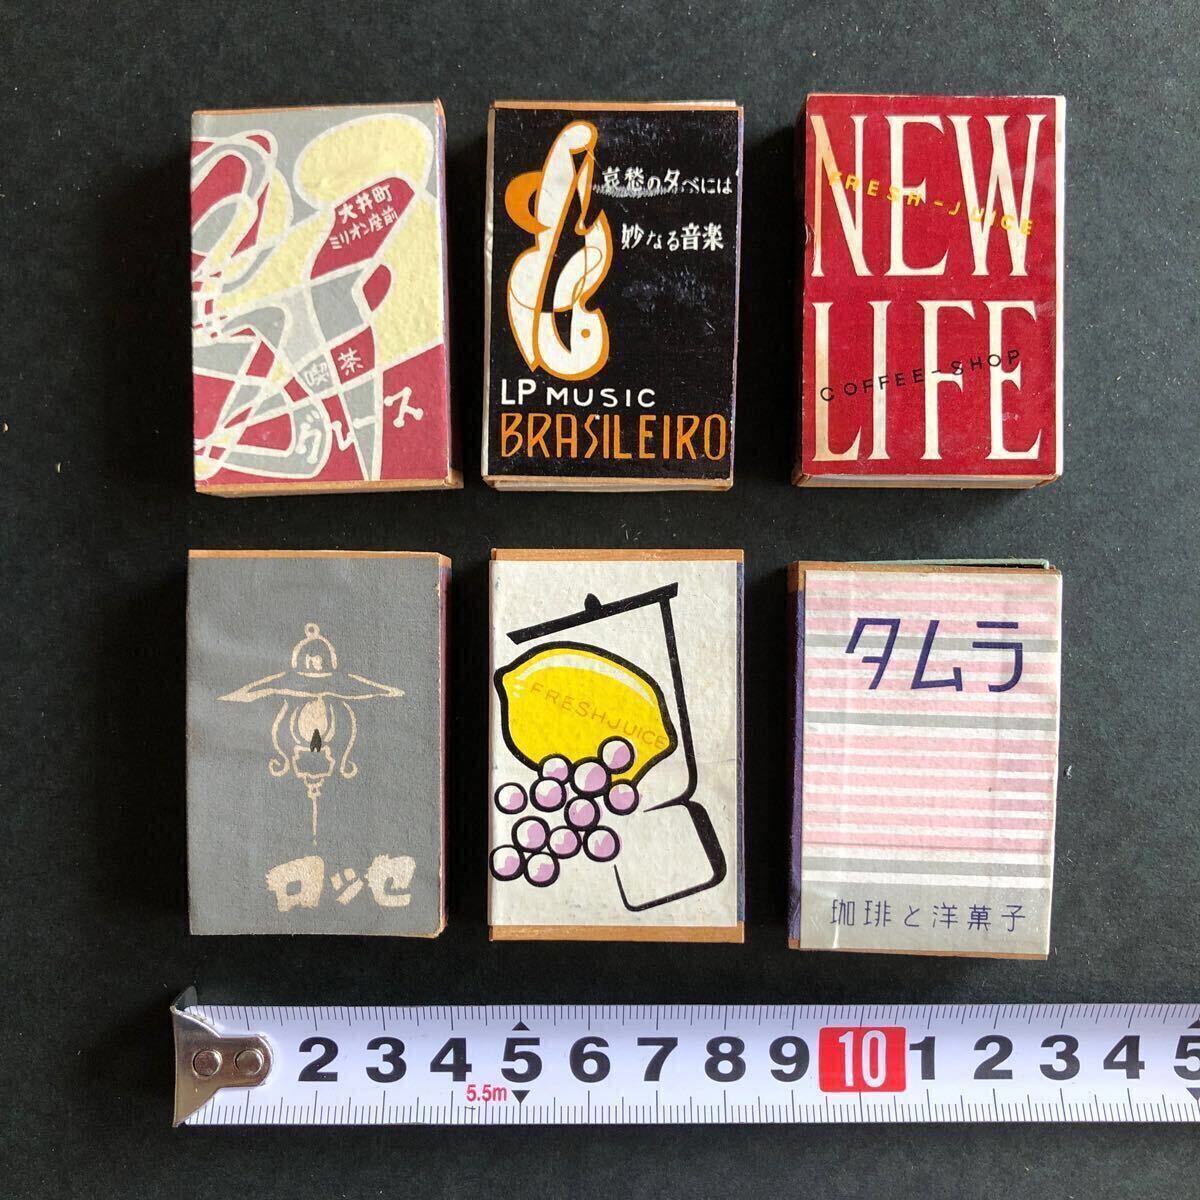 大井町
ミリオン座前
喫茶
グレース
哀愁の夕べには
妙なる音楽
LP MUSIC
BRASILEIRO
NEW
FRESH-JUICE
LIFE
COFFEE-SHOP
ロッセ
FRESH JUICE
タムラ
珈琲と洋菓子
2 3 4 5 6 7 8 9 10 1 2 3 4 5
5.5m